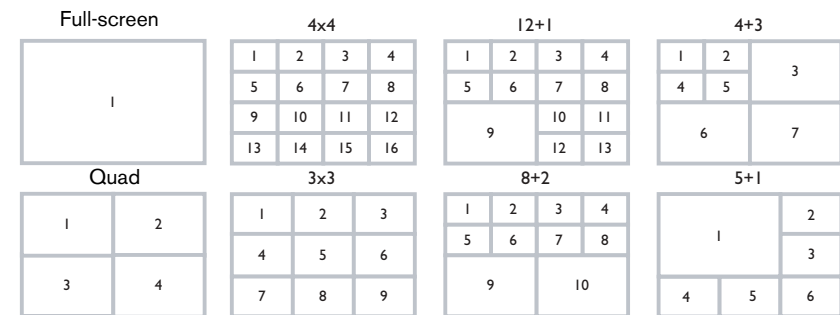 Full-screen 4x4 12+1 4+3
1 1 2 3 4 1 2 3 4 1 2 3
5 6 7 8 5 6 7 8 4 5
9 10 11 12 9 10 11 6 7
13 14 15 16 12 13
Quad 3x3 8+2 5+1
1 2 1 2 3 1 2 3 4 1 2
4 5 6 5 6 7 8 3
3 4 7 8 9 9 10 4 5 6